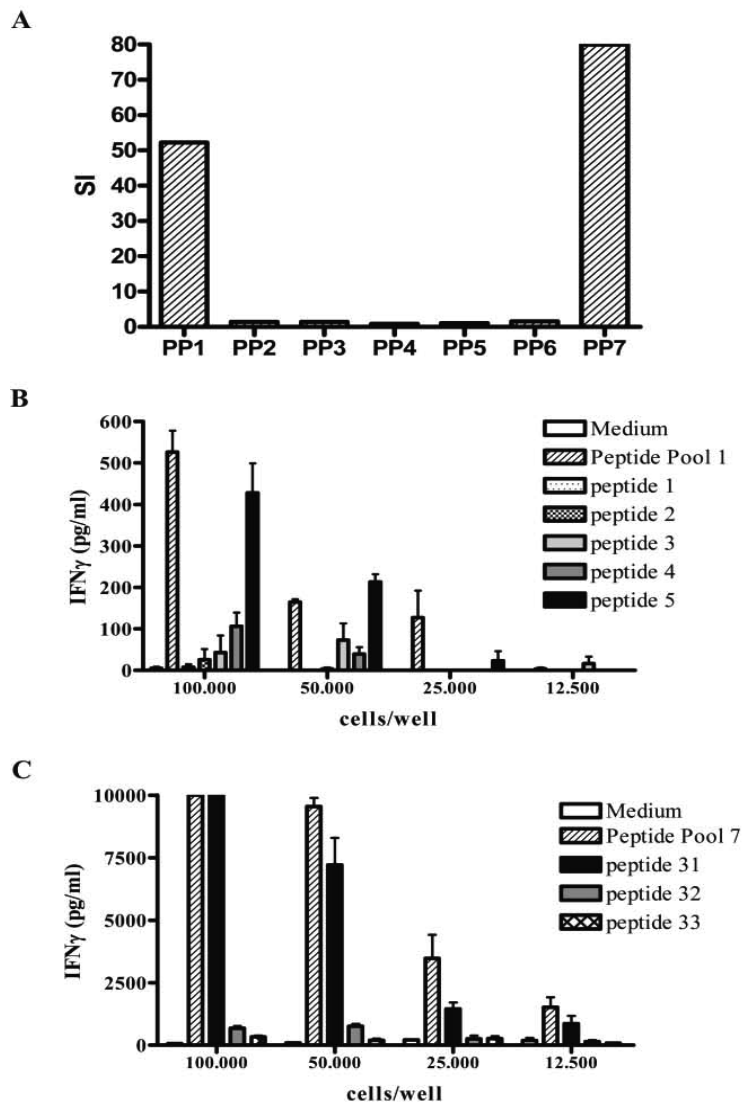 A
80
70
60
50
40
30
20
10
0
SI
PP1 PP2 PP3 PP4 PP5 PP6 PP7
B
600
500
400
300
200
100
0
IFNγ (pg/ml)
Medium
Peptide Pool 1
peptide 1
peptide 2
peptide 3
peptide 4
peptide 5
100.000 50.000 25.000 12.500
cells/well
C
10000
7500
5000
2500
0
IFNγ (pg/ml)
Medium
Peptide Pool 7
peptide 31
peptide 32
peptide 33
100.000 50.000 25.000 12.500
cells/well